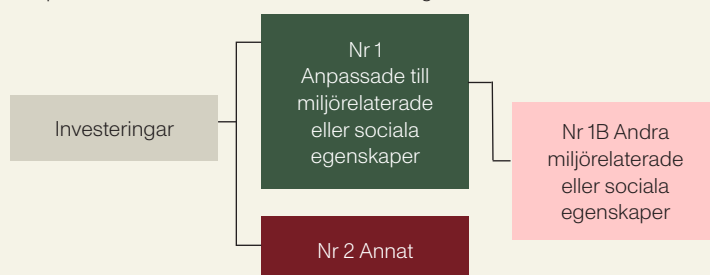 Investeringar
Nr 1
Anpassade till
miljörelaterade
eller sociala
egenskaper
Nr 1B Andra
miljörelaterade
eller sociala
egenskaper
Nr 2 Annat